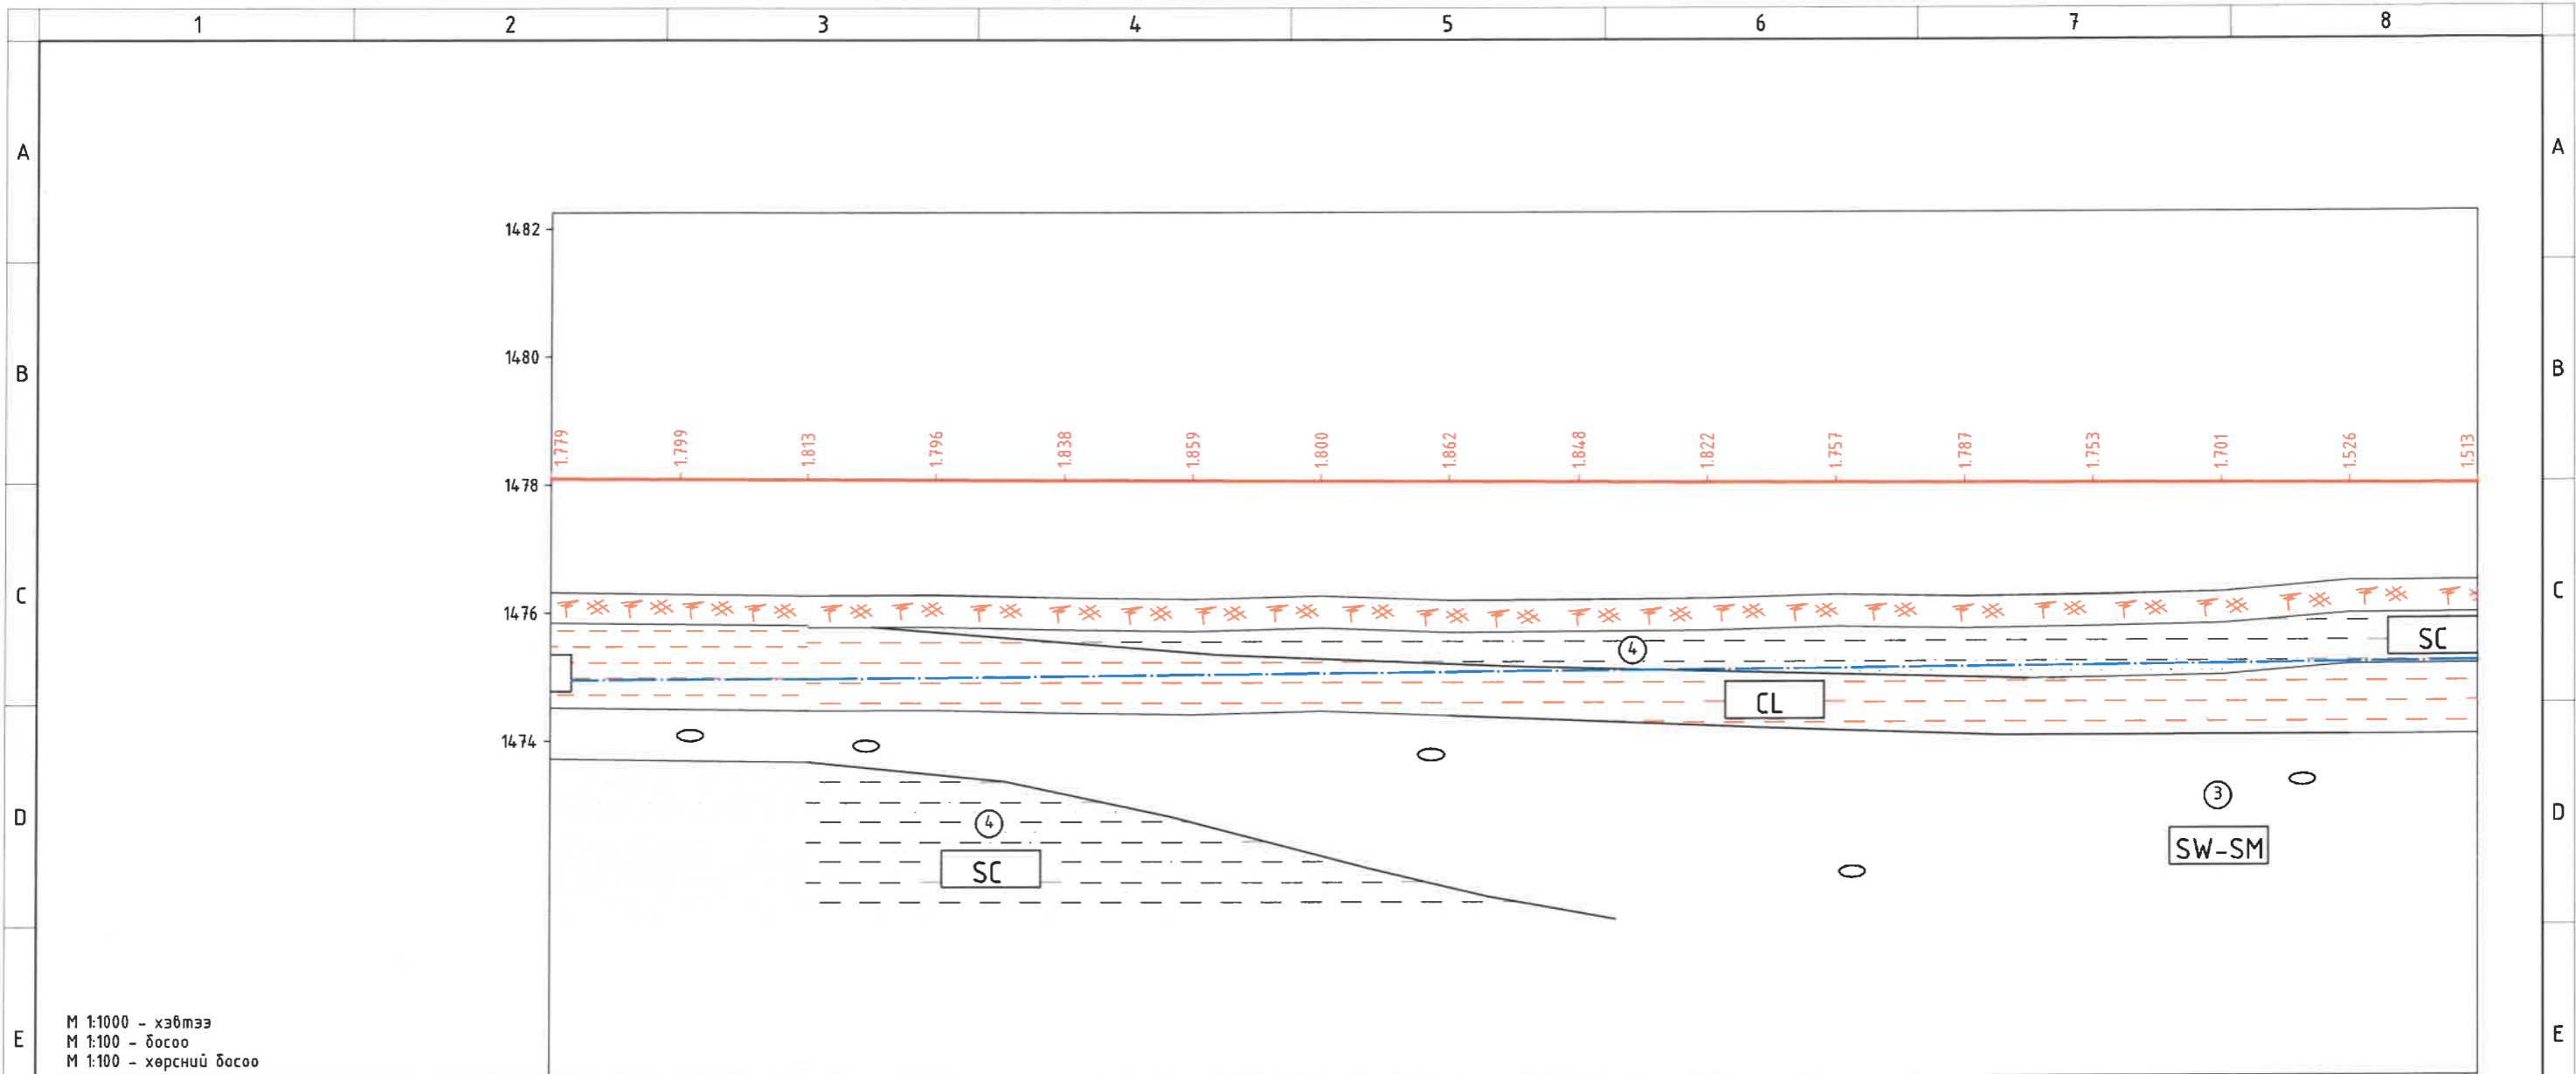 1 2 3 4 5 6 7 8
A A
1482
B B
1480
1.779 1.799 1.813 1.796 1.838 1.859 1.800 1.862 1.848 1.822 1.757 1.787 1.753 1.701 1.526 1.513
1478
C C
1476
4 SC
CL
1474
3
D D
4
SW-SM
SC
E E
М 1:1000 - хэвтээ
М 1:100 - босоо
М 1:100 - хөрсний босоо